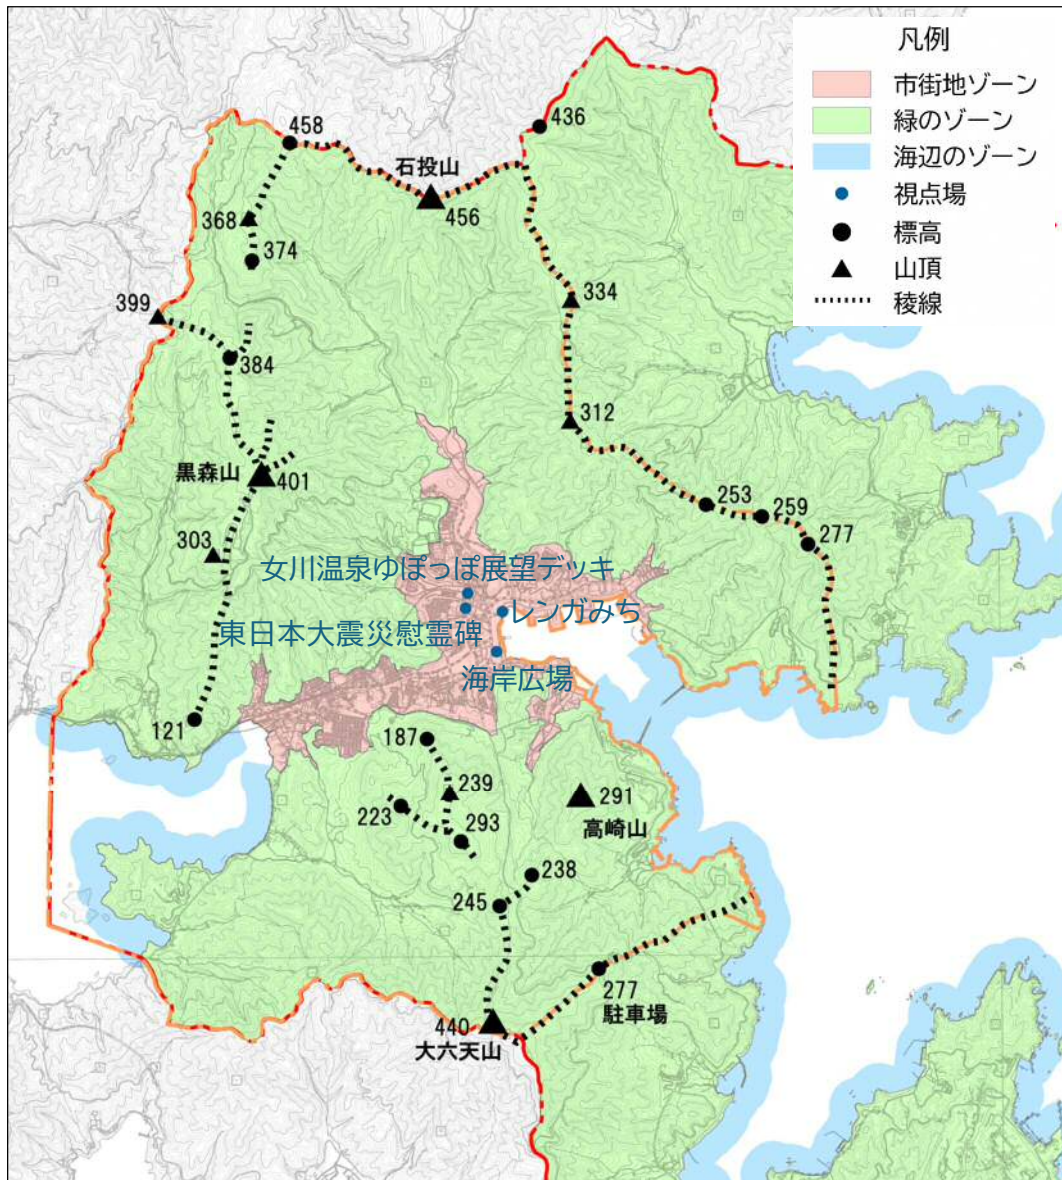 凡例
市街地ゾーン
緑のゾーン
海辺のゾーン
視点場
標高
山頂
稜線
436
458
石投山
456
368
374
399
334
384
312
黒森山
401
253
259
277
303
女川温泉ゆぽっぽ展望デッキ
レンガみち
東日本大震災慰霊碑
海岸広場
121
187
239
291
223
高崎山
293
238
245
277
駐車場
440
大六天山